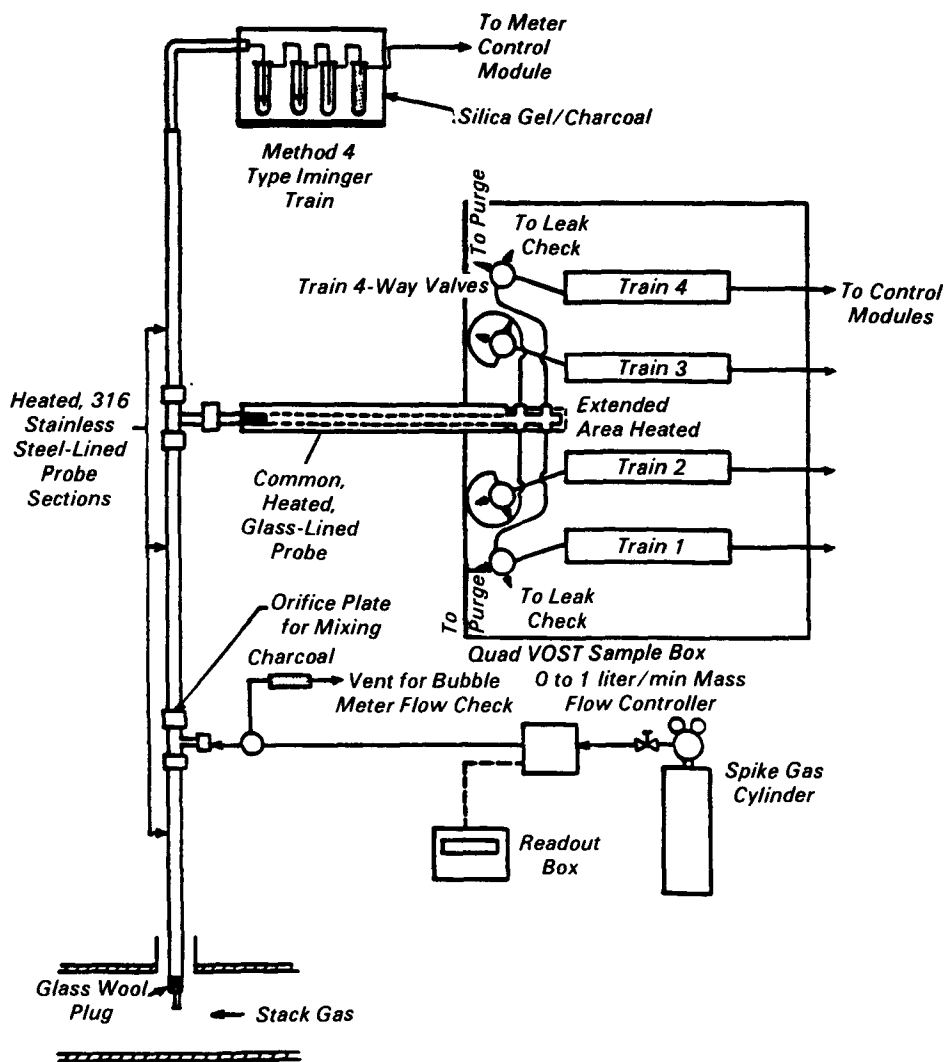 To Meter
Control
Module
Silica Gel/Charcoal
Method 4
Type Iminger
Train
To Purge
To Leak
Check
Train 4-Way Valves
Train 4
To Control
Modules
Train 3
Heated, 316
Stainless
Steel-Lined
Probe
Sections
Extended
Area Heated
Common,
Heated,
Glass-Lined
Probe
Train 2
Train 1
To Leak
Check
To
Purge
Orifice Plate
for Mixing
Charcoal
Vent for Bubble
Meter Flow Check
Quad VOST Sample Box
0 to 1 liter/min Mass
Flow Controller
Spike Gas
Cylinder
Readout
Box
Glass Wool
Plug
Stack Gas